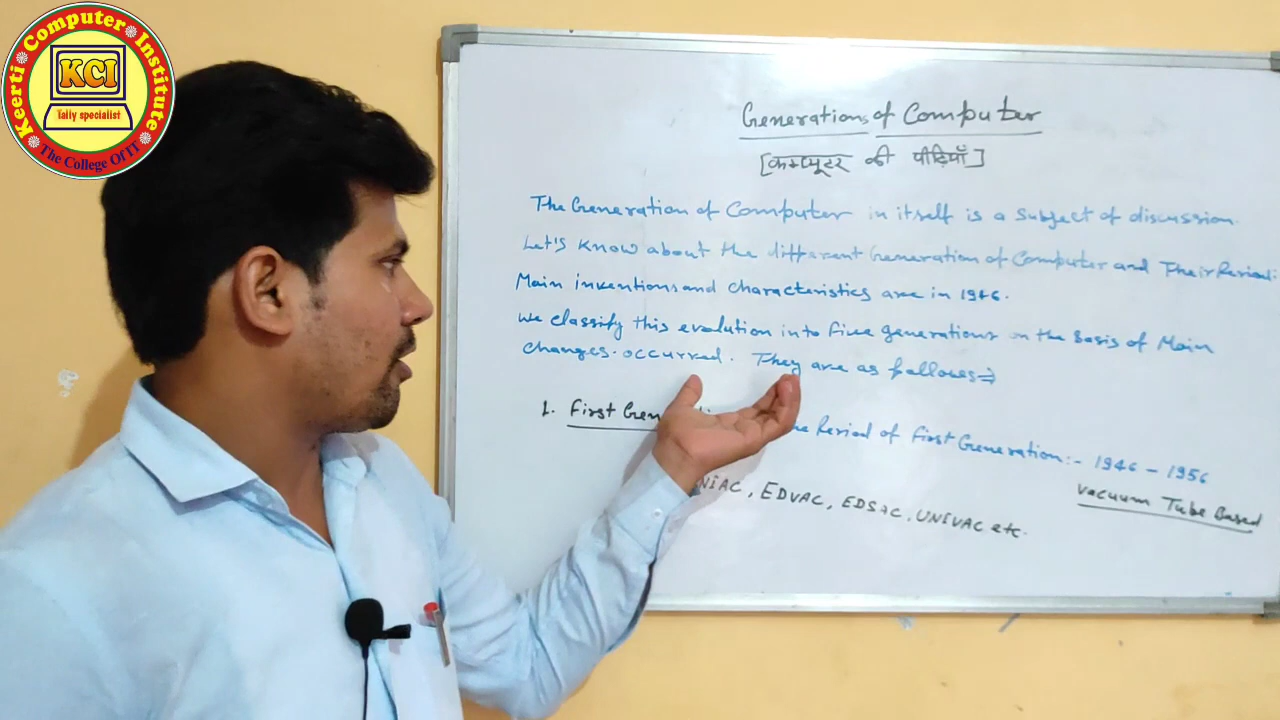 Keerti Computer Institute
KCI
Tally specialist
The College Of IT
Generations of Computer
[कम्प्यूटर की पीढ़ियाँ]
The Generation of Computer in itself is a subject of discussion.
Let's Know about the different Generation of Computer and Their Period:
Main inventions and characteristics are in 1946.
We classify this evolution into five generations on the basis of Main
changes occurred. They are as follows⇒
1. First Gen Period of First Generation:- 1946 - 1956
Vacuum Tube Based
NIAC, EDVAC, EDSAC, UNIVAC etc.